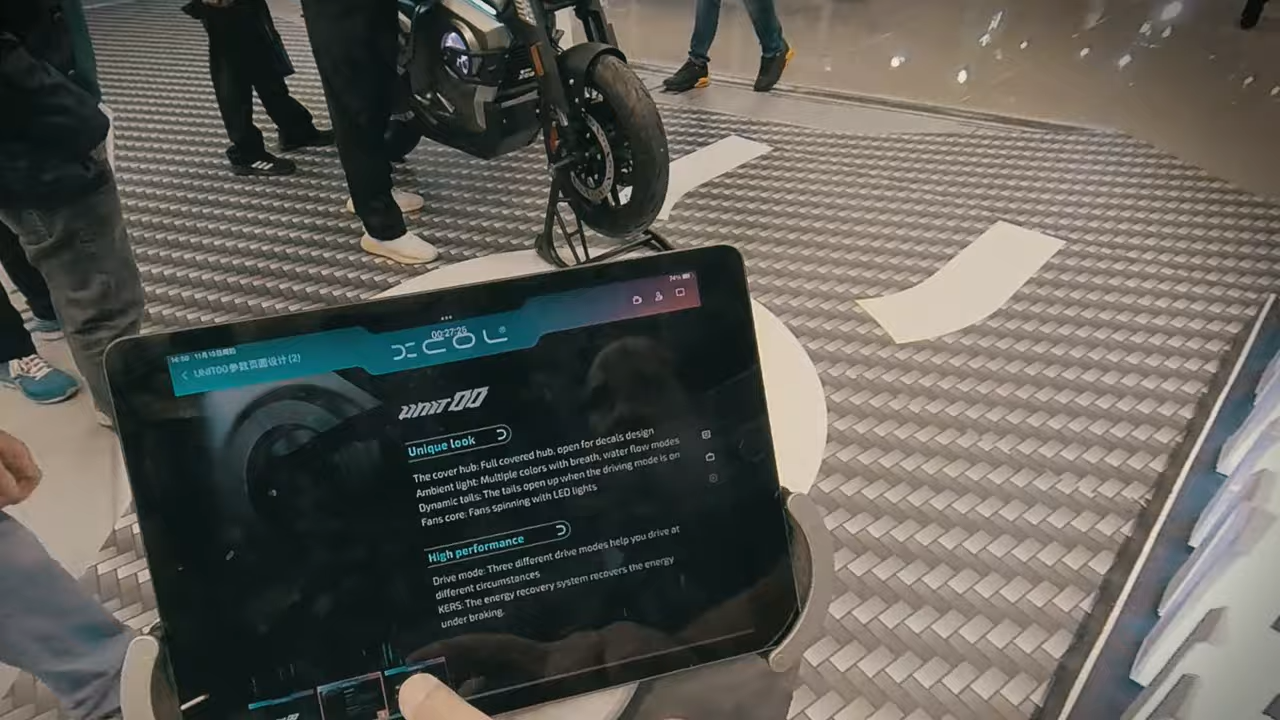 74%
00:27:25
UNIT00参数页面设计 (2)
UNIT 00
Unique look
The cover hub: Full covered hub, open for decals design
Ambient light: Multiple colors with breath, water flow modes
Dynamic tails: The tails open up when the driving mode is on
Fans core: Fans spinning with LED lights
High performance
Drive mode: Three different drive modes help you drive at
different circumstances
KERS: The energy recovery system recovers the energy
under braking.